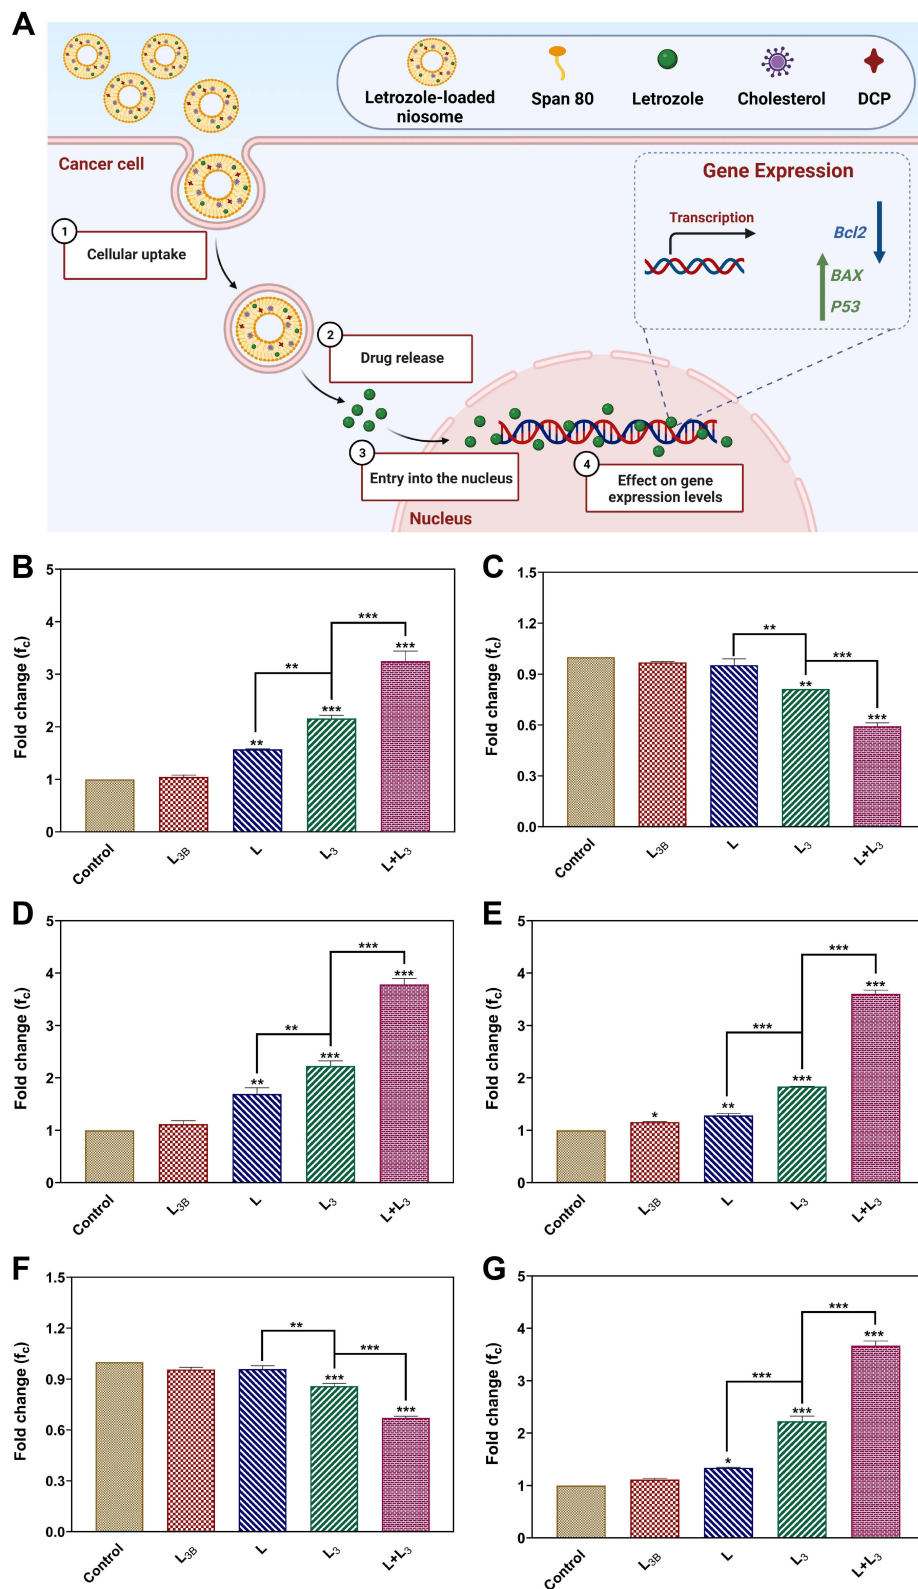 A
Letrozole-loaded
niosome
Span 80
Letrozole
Cholesterol
DCP
Cancer cell
Gene Expression
Transcription
Bcl2
BAX
P53
1
Cellular uptake
2
Drug release
3
Entry into the nucleus
4
Effect on gene
expression levels
Nucleus
B
Fold change (fc)
5
4
3
2
1
0
**
***
**
***
***
Control
L3B
L
L3
L+L3
C
Fold change (fc)
1.5
1.2
0.9
0.6
0.3
0.0
**
***
**
***
Control
L3B
L
L3
L+L3
D
Fold change (fc)
5
4
3
2
1
0
***
***
**
***
**
Control
L3B
L
L3
L+L3
E
Fold change (fc)
5
4
3
2
1
0
***
***
***
***
**
*
Control
L3B
L
L3
L+L3
F
Fold change (fc)
1.5
1.2
0.9
0.6
0.3
0.0
**
***
***
***
Control
L3B
L
L3
L+L3
G
Fold change (fc)
5
4
3
2
1
0
***
***
***
***
*
Control
L3B
L
L3
L+L3